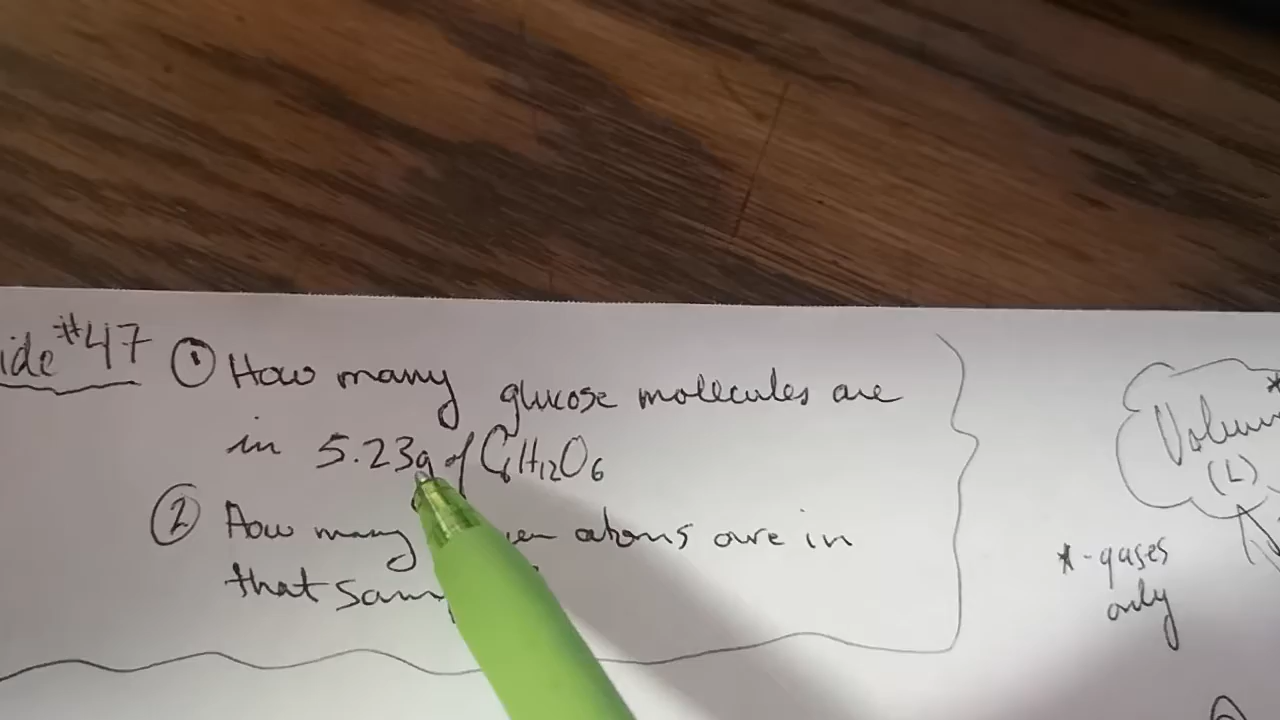 ide #47
① How many glucose molecules are
in 5.23g of C6H12O6
② How many atoms are in
that
Volum
(L)
*-gases
only